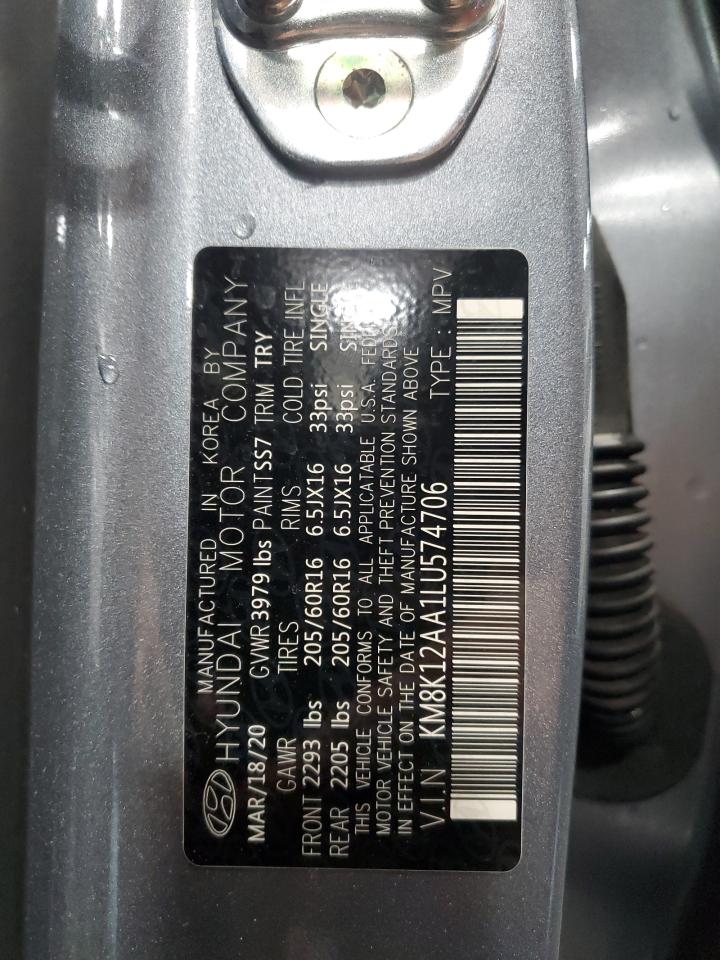 MANUFACTURED IN KOREA BY
HYUNDAI MOTOR COMPANY
MAR/18/20 GVWR 3979 lbs PAINT SS7 TRIM TRY
GAWR TIRES RIMS COLD TIRE INFL
FRONT 2293 lbs 205/60R16 6.5JX16 33psi SINGLE
REAR 2205 lbs 205/60R16 6.5JX16 33psi SINGLE
THIS VEHICLE CONFORMS TO ALL APPLICATABLE U.S.A. FEDERAL
MOTOR VEHICLE SAFETY AND THEFT PREVENTION STANDARDS
IN EFFECT ON THE DATE OF MANUFACTURE SHOWN ABOVE
V.I.N KM8K12AA1LU574706 TYPE : MPV